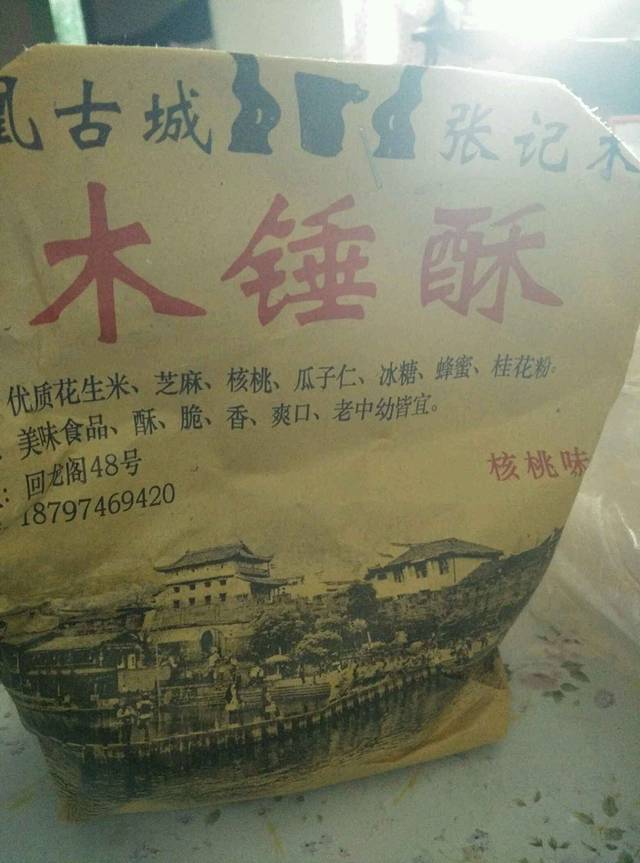 凰古城 张记木
木锤酥
优质花生米、芝麻、核桃、瓜子仁、冰糖、蜂蜜、桂花粉。
美味食品、酥、脆、香、爽口、老中幼皆宜。
: 回龙阁48号
: 18797469420
核桃味